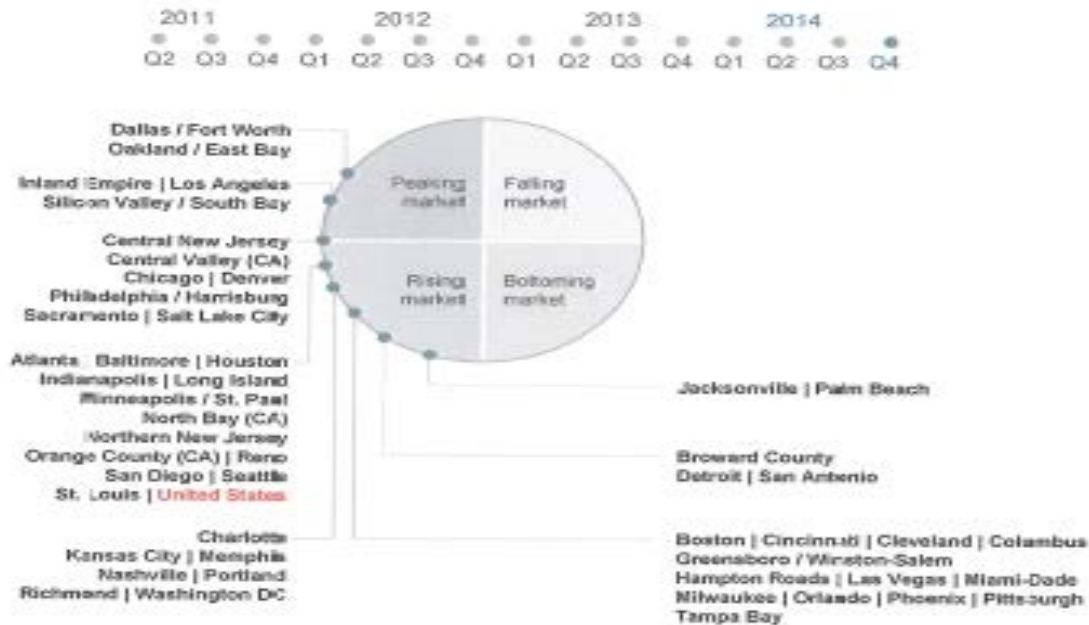 2011 2012 2013 2014
Q2 Q3 Q4 Q1 Q2 Q3 Q4 Q1 Q2 Q3 Q4 Q1 Q2 Q3 Q4
Dallas / Fort Worth
Oakland / East Bay
Inland Empire | Los Angeles
Silicon Valley / South Bay
Central New Jersey
Central Valley (CA)
Chicago | Denver
Philadelphia / Harrisburg
Sacramento | Salt Lake City
Atlanta | Baltimore | Houston
Indianapolis | Long Island
Minneapolis / St. Paul
North Bay (CA)
Northern New Jersey
Orange County (CA) | Reno
San Diego | Seattle
St. Louis | United States
Charlotte
Kansas City | Memphis
Nashville | Portland
Richmond | Washington DC
Peaking
market
Falling
market
Rising
market
Bottoming
market
Jacksonville | Palm Beach
Broward County
Detroit | San Antonio
Boston | Cincinnati | Cleveland | Columbus
Greensboro / Winston-Salem
Hampton Roads | Las Vegas | Miami-Dade
Milwaukee | Orlando | Phoenix | Pittsburgh
Tampa Bay